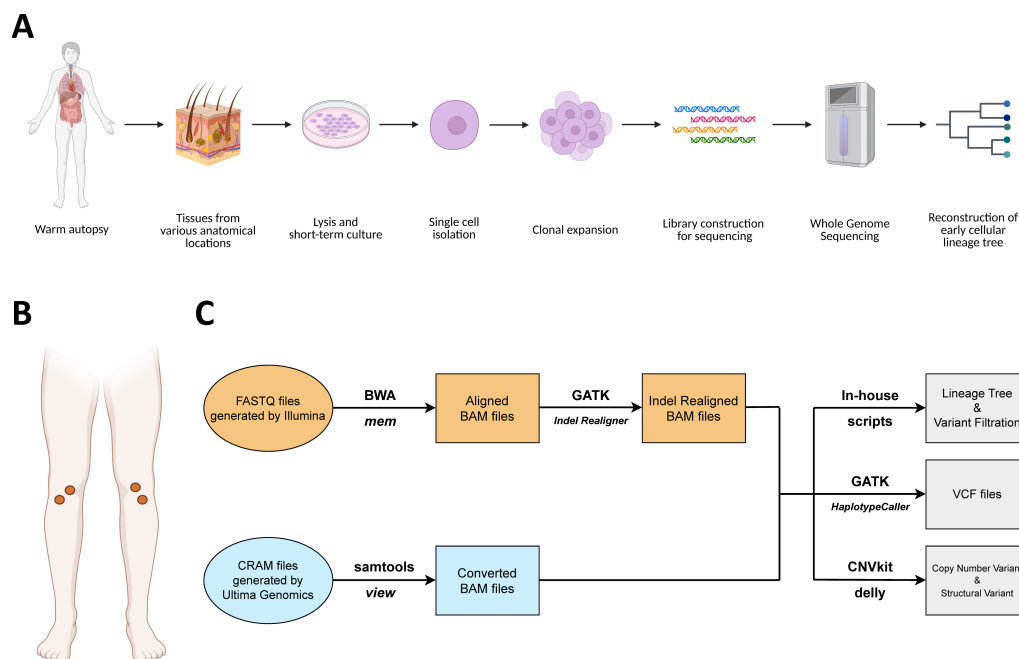 A
Warm autopsy
Tissues from
various anatomical
locations
Lysis and
short-term culture
Single cell
isolation
Clonal expansion
Library construction
for sequencing
Whole Genome
Sequencing
Reconstruction of
early cellular
lineage tree
B
C
FASTQ files
generated by Illumina
BWA
mem
Aligned
BAM files
GATK
Indel Realigner
Indel Realigned
BAM files
In-house
scripts
Lineage Tree
&
Variant Filtration
GATK
HaplotypeCaller
VCF files
CRAM files
generated by
Ultima Genomics
samtools
view
Converted
BAM files
CNVkit
delly
Copy Number Variant
&
Structural Variant